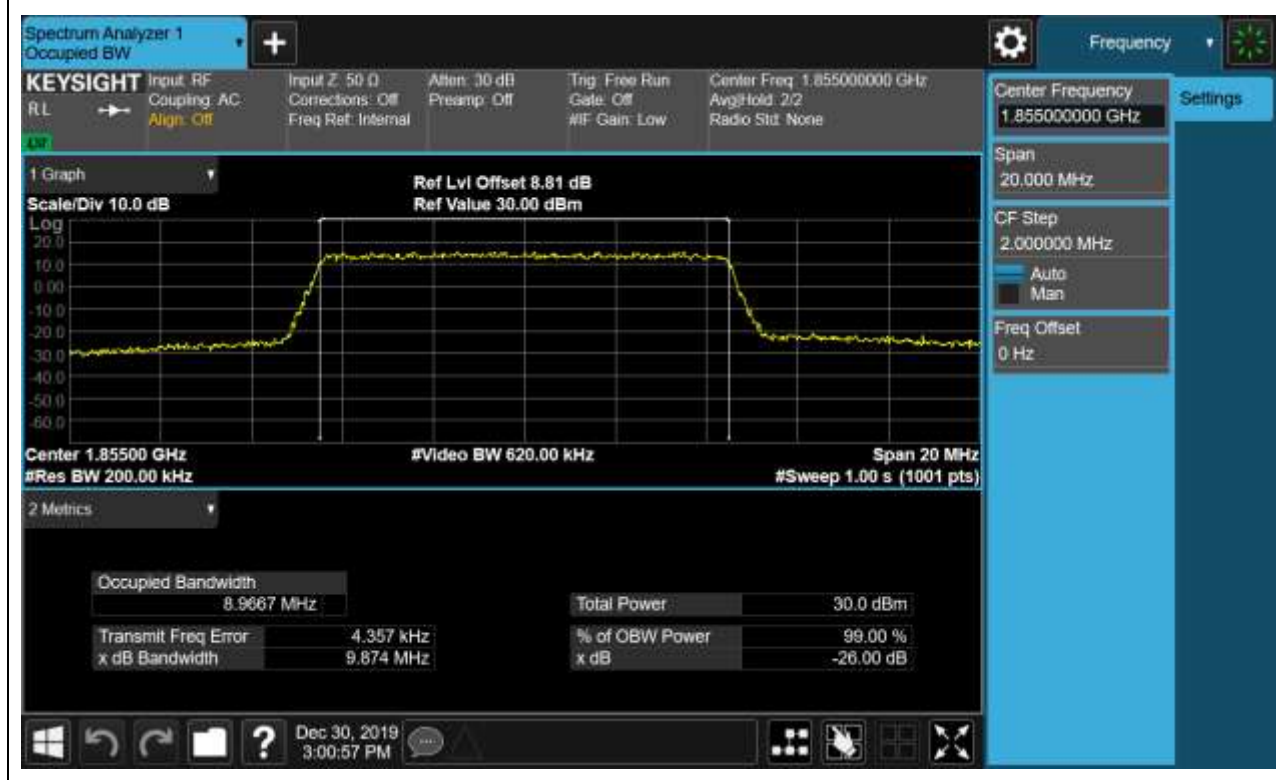 Spectrum Analyzer 1
Occupied BW
+
Frequency
KEYSIGHT
RL
Input: RF
Coupling: AC
Align: Off
Input Z: 50 Ω
Corrections: Off
Freq Ref: Internal
Atten: 30 dB
Preamp: Off
Trig: Free Run
Gate: Off
#IF Gain: Low
Center Freq: 1.855000000 GHz
Avg|Hold: 2/2
Radio Std: None
Center Frequency
1.855000000 GHz
Settings
Span
20.000 MHz
CF Step
2.000000 MHz
Auto
Man
Freq Offset
0 Hz
1 Graph
Scale/Div 10.0 dB
Ref Lvl Offset 8.81 dB
Ref Value 30.00 dBm
Log
20.0
10.0
0.00
-10.0
-20.0
-30.0
-40.0
-50.0
-60.0
Center 1.85500 GHz
#Res BW 200.00 kHz
#Video BW 620.00 kHz
Span 20 MHz
#Sweep 1.00 s (1001 pts)
2 Metrics
Occupied Bandwidth
8.9667 MHz
Total Power 30.0 dBm
Transmit Freq Error 4.357 kHz
% of OBW Power 99.00 %
x dB Bandwidth 9.874 MHz
x dB -26.00 dB
?
Dec 30, 2019
3:00:57 PM